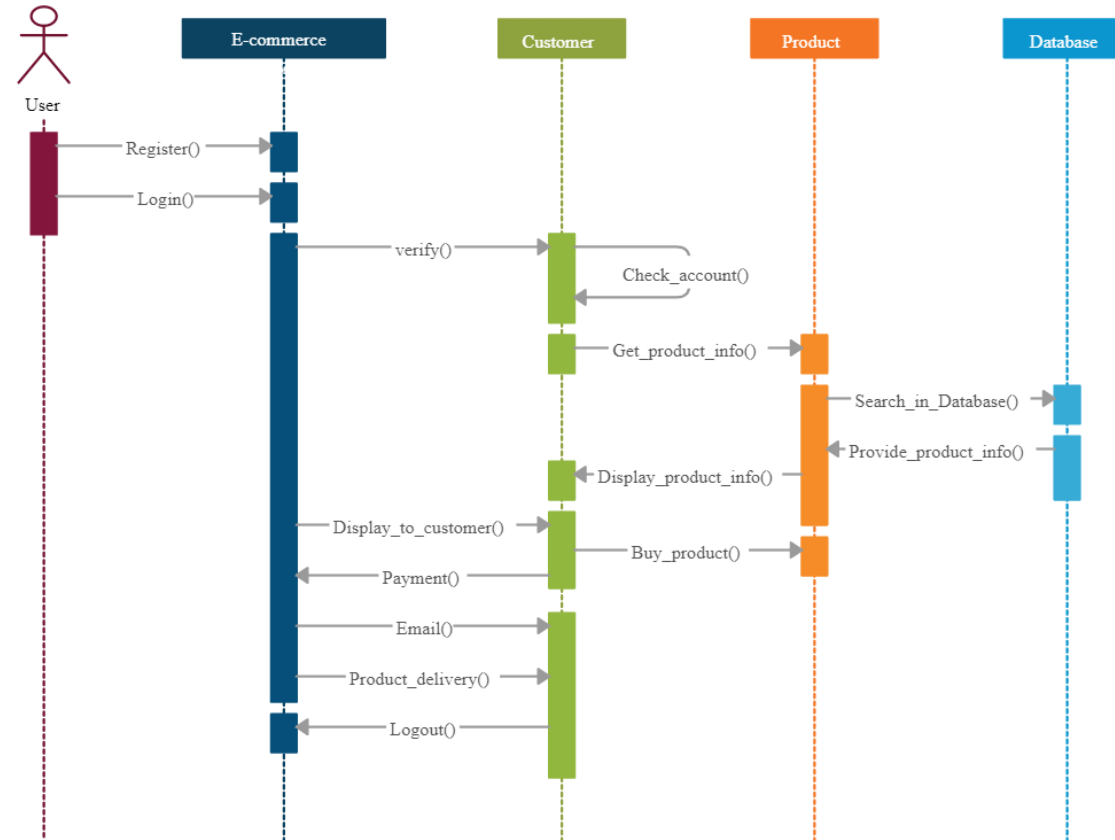 E-commerce
Customer
Product
Database
User
Register()
Login()
verify()
Check_account()
Get_product_info()
Search_in_Database()
Provide_product_info()
Display_product_info()
Display_to_customer()
Buy_product()
Payment()
Email()
Product_delivery()
Logout()